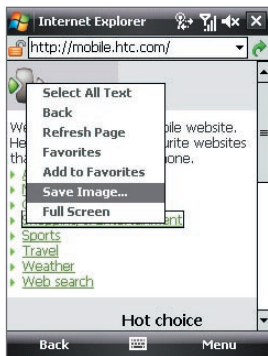 Internet Explorer
http://mobile.htc.com/
Select All Text
Back
Refresh Page
Favorites
Add to Favorites
Save Image...
Full Screen
We bile website.
He urite websites
tha one.
ent
Sports
Travel
Weather
Web search
Hot choice
Back Menu